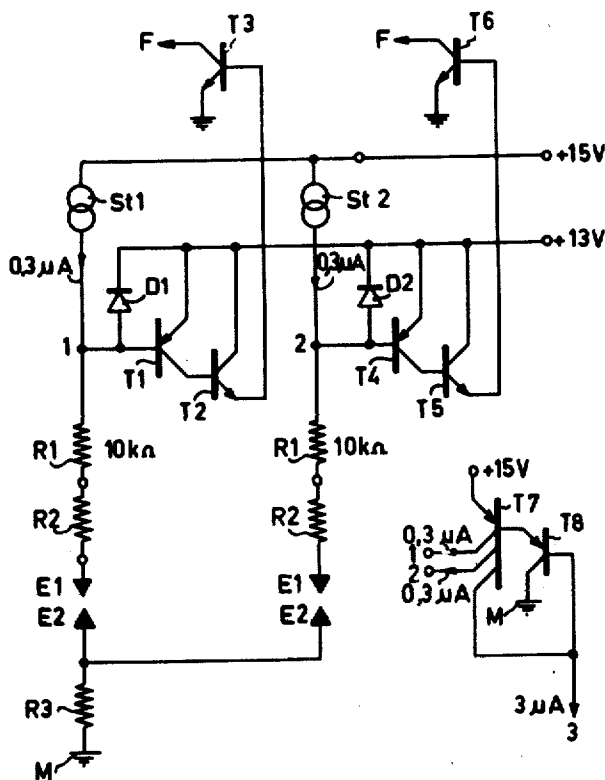 F T3
F T6
+15V
St1
St2
0,3µA
0,3µA
+13V
D1
D2
1
2
T1
T2
T4
T5
R1 10kΩ
R1 10kΩ
R2
R2
+15V
T7
T8
0,3µA
1
2
0,3µA
M
E1
E2
E1
E2
R3
M
3µA
3